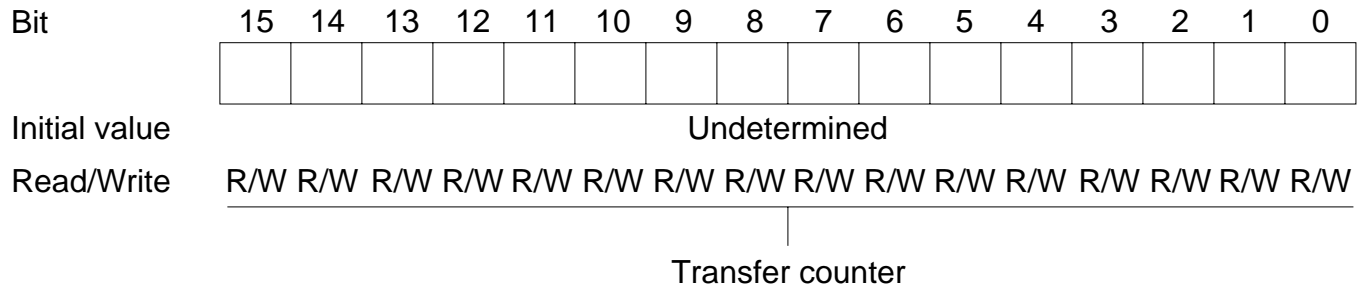 Bit 15 14 13 12 11 10 9 8 7 6 5 4 3 2 1 0
Initial value Undetermined
Read/Write R/W R/W R/W R/W R/W R/W R/W R/W R/W R/W R/W R/W R/W R/W R/W R/W
Transfer counter